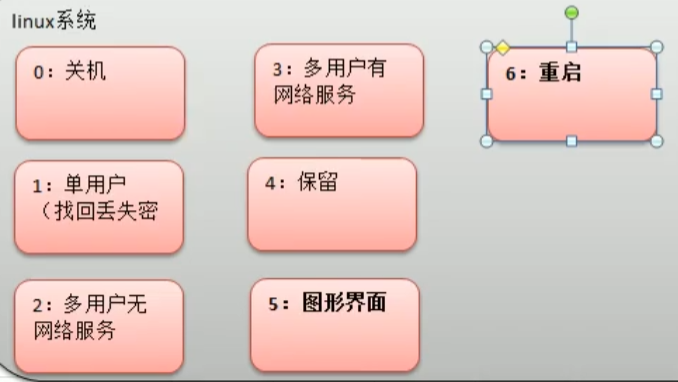 linux系统
0：关机
1：单用户
（找回丢失密
2：多用户无
网络服务
3：多用户有
网络服务
4：保留
5：图形界面
6：重启